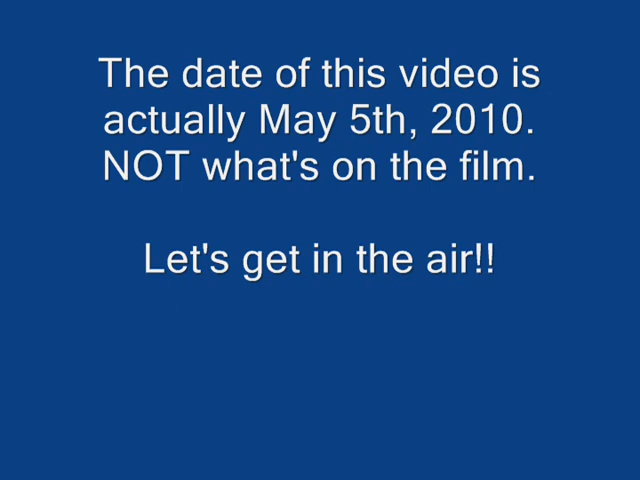 The date of this video is
actually May 5th, 2010.
NOT what's on the film.
Let's get in the air!!